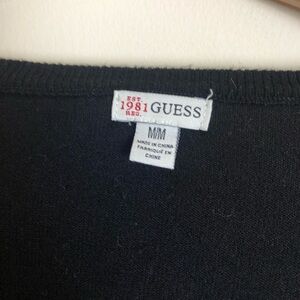 EST.
1981 GUESS
REG.
M/M
MADE IN CHINA
FABRIQUÉ EN
CHINE